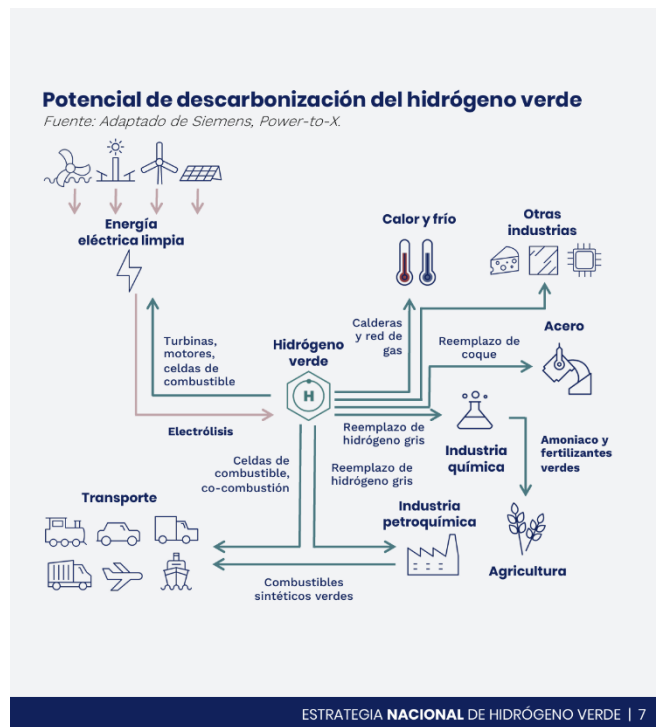 Potencial de descarbonización del hidrógeno verde
Fuente: Adaptado de Siemens, Power-to-X.
Energía
eléctrica limpia
Calor y frío
Otras
industrias
Turbinas,
motores,
celdas de
combustible
Hidrógeno
verde
H
Calderas
y red de
gas
Reemplazo de
coque
Acero
Electrólisis
Reemplazo de
hidrógeno gris
Industria
química
Amoniaco y
fertilizantes
verdes
Celdas de
combustible,
co-combustión
Reemplazo de
hidrógeno gris
Transporte
Industria
petroquímica
Agricultura
Combustibles
sintéticos verdes
ESTRATEGIA NACIONAL DE HIDRÓGENO VERDE | 7